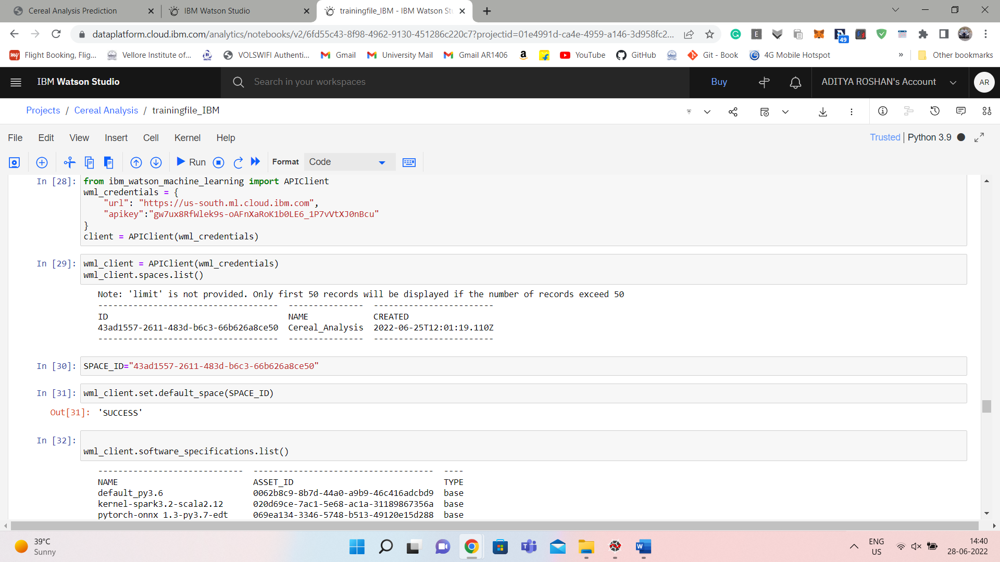 Cereal Analysis Prediction
IBM Watson Studio
trainingfile_IBM - IBM Watson Stu
dataplatform.cloud.ibm.com/analytics/notebooks/v2/6fd55c43-8f98-4962-9130-451286c220c7?projectid=01e4991d-ca4e-4959-a146-3d958fc2...
49
Flight Booking, Flig...
Vellore Institute of...
VOLSWIFI Authenti...
Gmail
University Mail
Gmail AR1406
YouTube
GitHub
Git - Book
4G Mobile Hotspot
»
Other bookmarks
IBM Watson Studio
Search in your workspaces
Buy
ADITYA ROSHAN's Account
AR
Projects / Cereal Analysis / trainingfile_IBM
File Edit View Insert Cell Kernel Help
Trusted | Python 3.9
Run
Format
Code
In [28]: from ibm_watson_machine_learning import APIClient
wml_credentials = {
"url": "https://us-south.ml.cloud.ibm.com",
"apikey":"gw7ux8RfWlek9s-oAFnXaRoK1b0LE6_1P7vVtXJ0nBcu"
}
client = APIClient(wml_credentials)
In [29]: wml_client = APIClient(wml_credentials)
wml_client.spaces.list()
Note: 'limit' is not provided. Only first 50 records will be displayed if the number of records exceed 50
------------------------------------  ---------------  ------------------------
ID NAME CREATED
43ad1557-2611-483d-b6c3-66b626a8ce50 Cereal_Analysis 2022-06-25T12:01:19.110Z
------------------------------------  ---------------  ------------------------
In [30]: SPACE_ID="43ad1557-2611-483d-b6c3-66b626a8ce50"
In [31]: wml_client.set.default_space(SPACE_ID)
Out[31]: 'SUCCESS'
In [32]:
wml_client.software_specifications.list()
-----------------------------  ------------------------------------  ----
NAME ASSET_ID TYPE
default_py3.6 0062b8c9-8b7d-44a0-a9b9-46c416adcbd9 base
kernel-spark3.2-scala2.12 020d69ce-7ac1-5e68-ac1a-31189867356a base
pytorch-onnx_1.3-py3.7-edt 069ea134-3346-5748-b513-49120e15d288 base
39°C
Sunny
ENG
US
14:40
28-06-2022